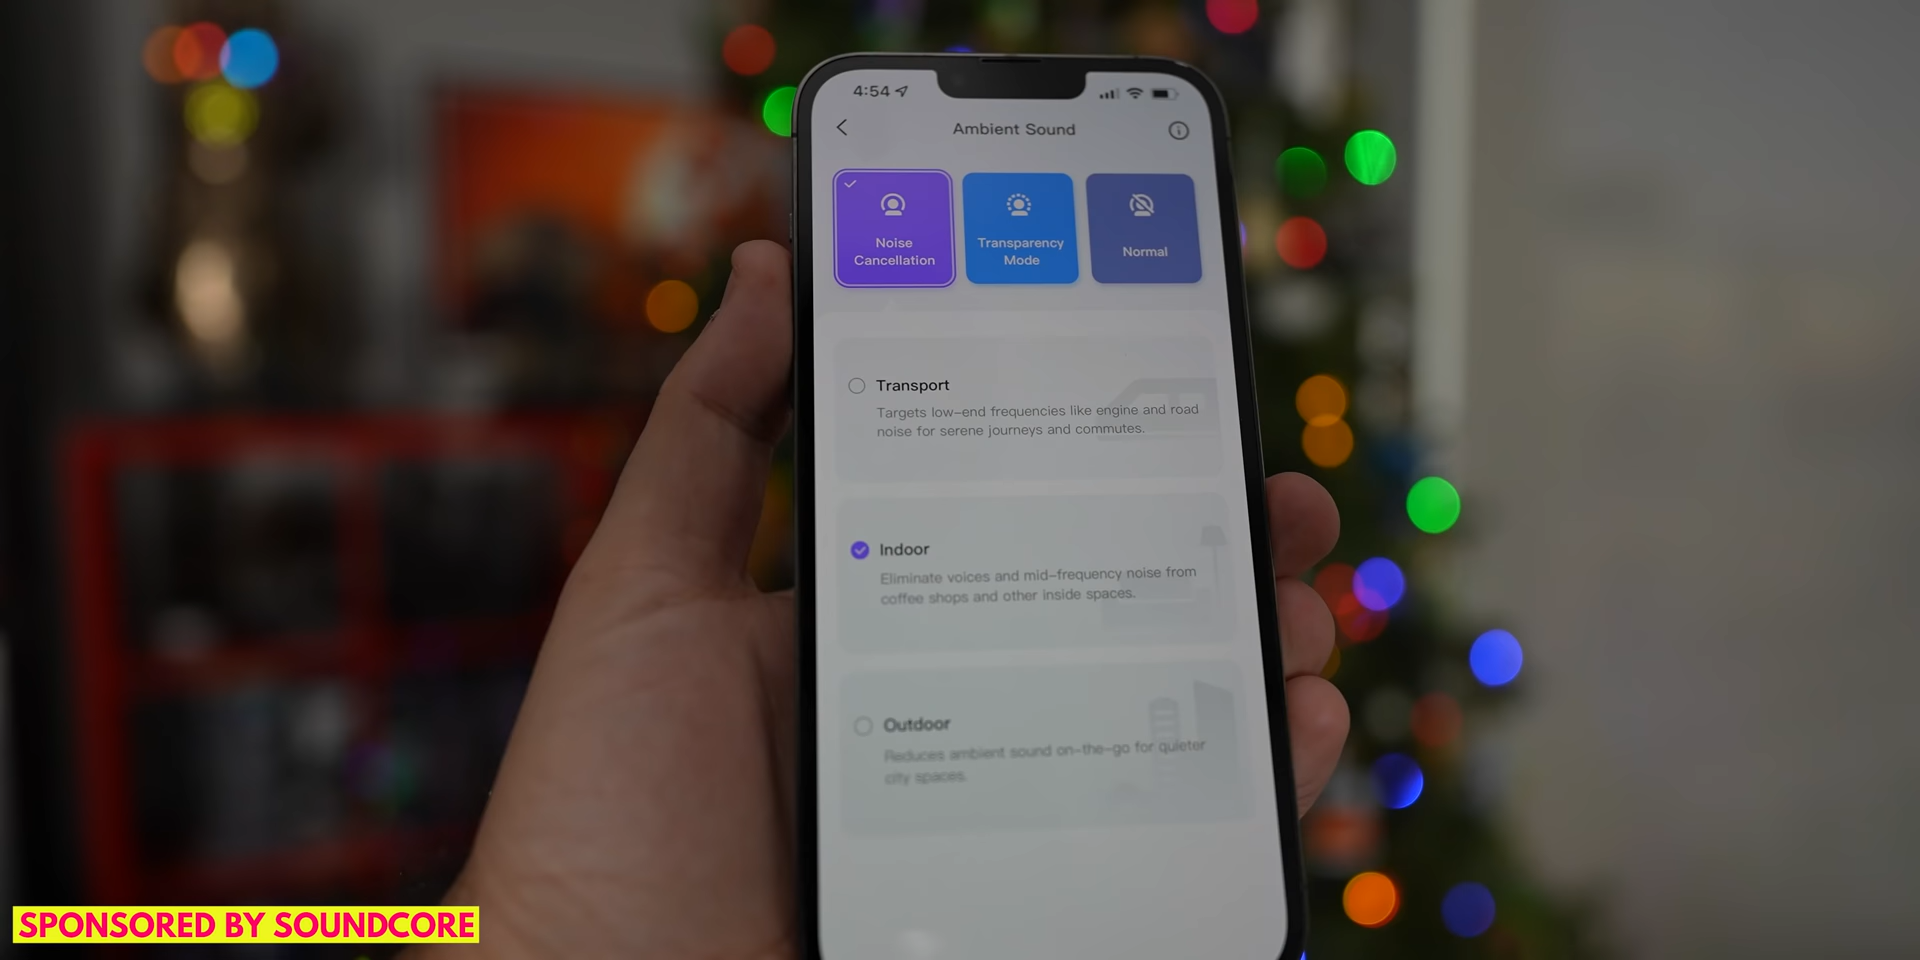 4:54
Ambient Sound
Noise
Cancellation
Transparency
Mode
Normal
Transport
Targets low-end frequencies like engine and road
noise for serene journeys and commutes.
Indoor
Eliminate voices and mid-frequency noise from
coffee shops and other inside spaces.
Outdoor
Reduces ambient sound on-the-go for quieter
city spaces.
SPONSORED BY SOUNDCORE